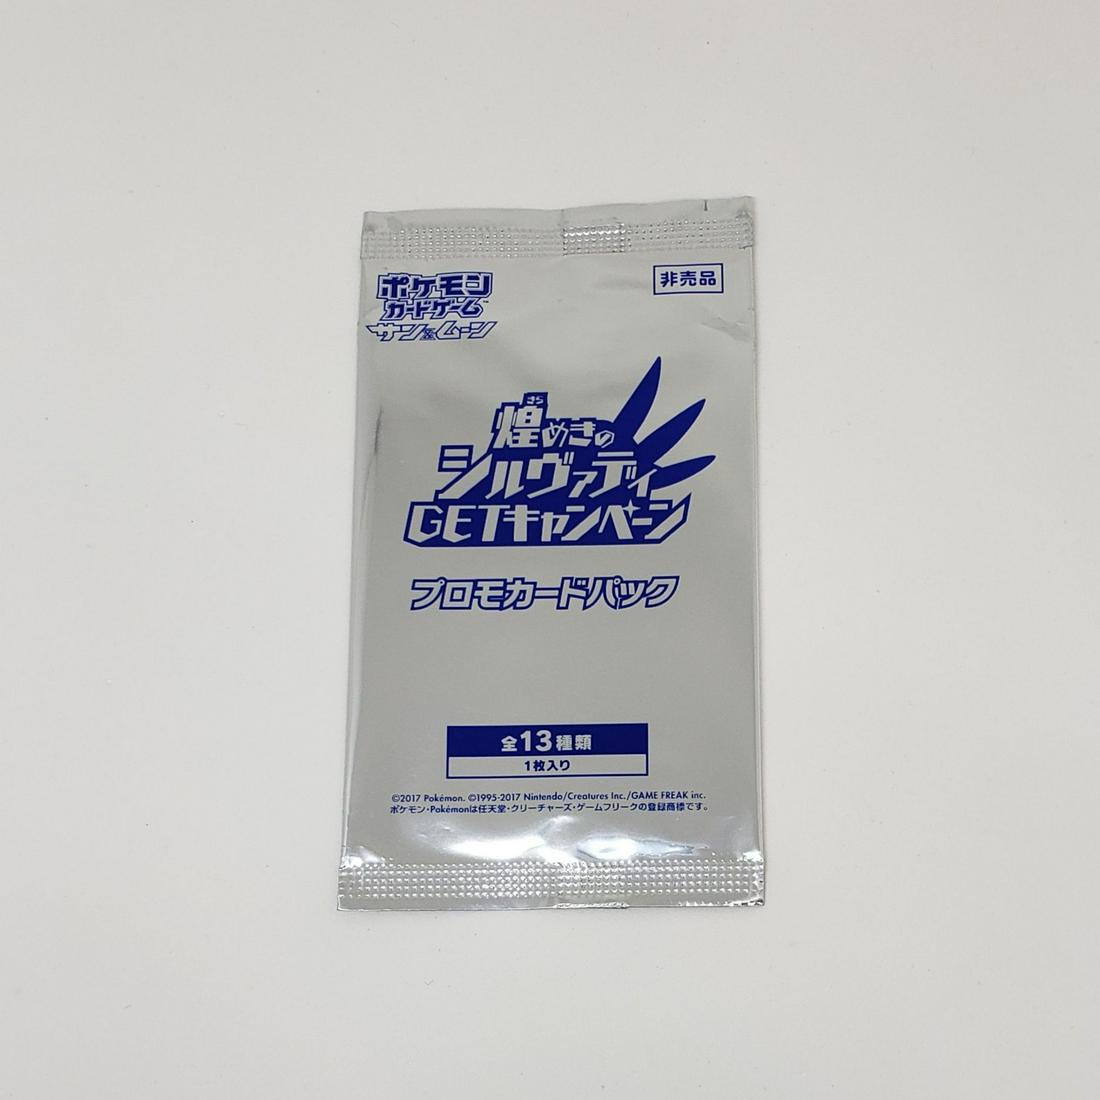 ポケモン
カードゲーム™
サン&ムーン
非売品
きら
煌めきの
シルヴァディ
GETキャンペーン
プロモカードパック
全13種類
1枚入り
©2017 Pokémon. ©1995-2017 Nintendo/Creatures Inc./GAME FREAK inc.
ポケモン・Pokémonは任天堂・クリーチャーズ・ゲームフリークの登録商標です。